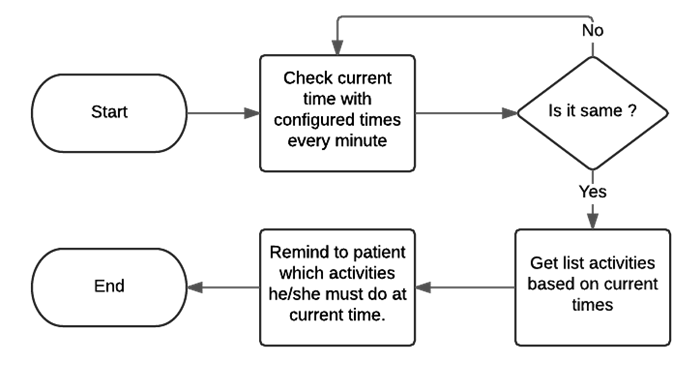 No
Start
Check current
time with
configured times
every minute
Is it same ?
Yes
End
Remind to patient
which activities
he/she must do at
current time.
Get list activities
based on current
times